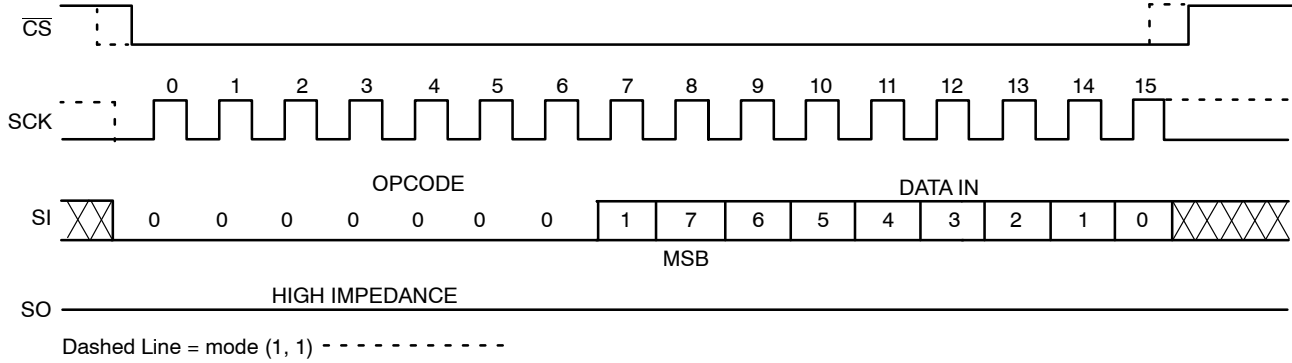 CS
0 1 2 3 4 5 6 7 8 9 10 11 12 13 14 15
SCK
OPCODE DATA IN
SI 0 0 0 0 0 0 0 1 7 6 5 4 3 2 1 0
MSB
HIGH IMPEDANCE
SO
Dashed Line = mode (1, 1)